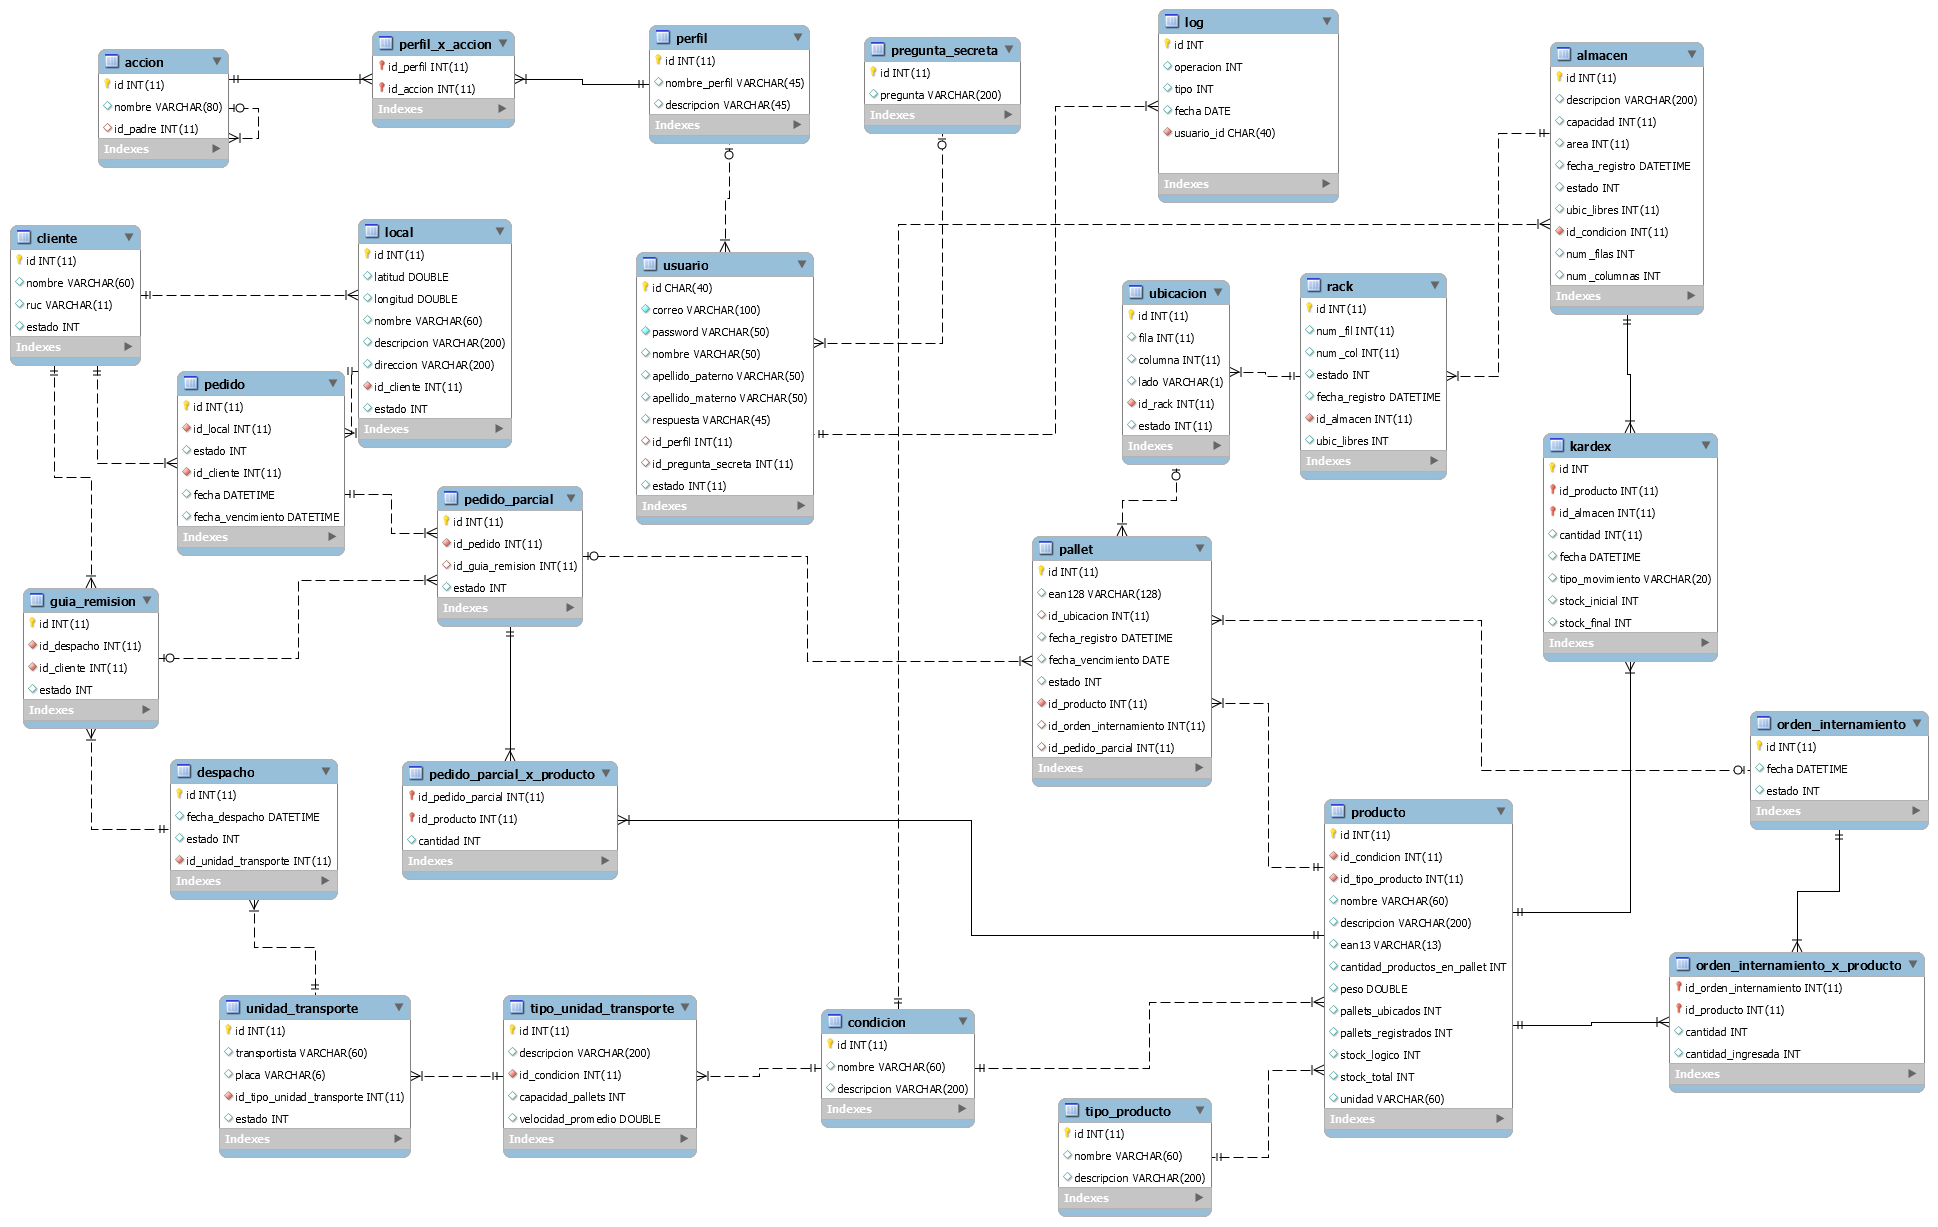 accion
id INT(11)
nombre VARCHAR(80)
id_padre INT(11)
Indexes
perfil_x_accion
id_perfil INT(11)
id_accion INT(11)
Indexes
perfil
id INT(11)
nombre_perfil VARCHAR(45)
descripcion VARCHAR(45)
Indexes
pregunta_secreta
id INT(11)
pregunta VARCHAR(200)
Indexes
log
id INT
operacion INT
tipo INT
fecha DATE
usuario_id CHAR(40)
Indexes
almacen
id INT(11)
descripcion VARCHAR(200)
capacidad INT(11)
area INT(11)
fecha_registro DATETIME
estado INT
ubic_libres INT(11)
id_condicion INT(11)
num_filas INT
num_columnas INT
Indexes
cliente
id INT(11)
nombre VARCHAR(60)
ruc VARCHAR(11)
estado INT
Indexes
local
id INT(11)
latitud DOUBLE
longitud DOUBLE
nombre VARCHAR(60)
descripcion VARCHAR(200)
direccion VARCHAR(200)
id_cliente INT(11)
estado INT
Indexes
usuario
id CHAR(40)
correo VARCHAR(100)
password VARCHAR(50)
nombre VARCHAR(50)
apellido_paterno VARCHAR(50)
apellido_materno VARCHAR(50)
respuesta VARCHAR(45)
id_perfil INT(11)
id_pregunta_secreta INT(11)
estado INT(11)
Indexes
ubicacion
id INT(11)
fila INT(11)
columna INT(11)
lado VARCHAR(1)
id_rack INT(11)
estado INT(11)
Indexes
rack
id INT(11)
num_fil INT(11)
num_col INT(11)
estado INT
fecha_registro DATETIME
id_almacen INT(11)
ubic_libres INT
Indexes
pedido
id INT(11)
id_local INT(11)
estado INT
id_cliente INT(11)
fecha DATETIME
fecha_vencimiento DATETIME
Indexes
kardex
id INT
id_producto INT(11)
id_almacen INT(11)
cantidad INT(11)
fecha DATETIME
tipo_movimiento VARCHAR(20)
stock_inicial INT
stock_final INT
Indexes
pedido_parcial
id INT(11)
id_pedido INT(11)
id_guia_remision INT(11)
estado INT
Indexes
pallet
id INT(11)
ean128 VARCHAR(128)
id_ubicacion INT(11)
fecha_registro DATETIME
fecha_vencimiento DATE
estado INT
id_producto INT(11)
id_orden_internamiento INT(11)
id_pedido_parcial INT(11)
Indexes
guia_remision
id INT(11)
id_despacho INT(11)
id_cliente INT(11)
estado INT
Indexes
orden_internamiento
id INT(11)
fecha DATETIME
estado INT
Indexes
despacho
id INT(11)
fecha_despacho DATETIME
estado INT
id_unidad_transporte INT(11)
Indexes
pedido_parcial_x_producto
id_pedido_parcial INT(11)
id_producto INT(11)
cantidad INT
Indexes
producto
id INT(11)
id_condicion INT(11)
id_tipo_producto INT(11)
nombre VARCHAR(60)
descripcion VARCHAR(200)
ean13 VARCHAR(13)
cantidad_productos_en_pallet INT
peso DOUBLE
pallets_ubicados INT
pallets_registrados INT
stock_logico INT
stock_total INT
unidad VARCHAR(60)
Indexes
orden_internamiento_x_producto
id_orden_internamiento INT(11)
id_producto INT(11)
cantidad INT
cantidad_ingresada INT
Indexes
unidad_transporte
id INT(11)
transportista VARCHAR(60)
placa VARCHAR(6)
id_tipo_unidad_transporte INT(11)
estado INT
Indexes
tipo_unidad_transporte
id INT(11)
descripcion VARCHAR(200)
id_condicion INT(11)
capacidad_pallets INT
velocidad_promedio DOUBLE
Indexes
condicion
id INT(11)
nombre VARCHAR(60)
descripcion VARCHAR(200)
Indexes
tipo_producto
id INT(11)
nombre VARCHAR(60)
descripcion VARCHAR(200)
Indexes